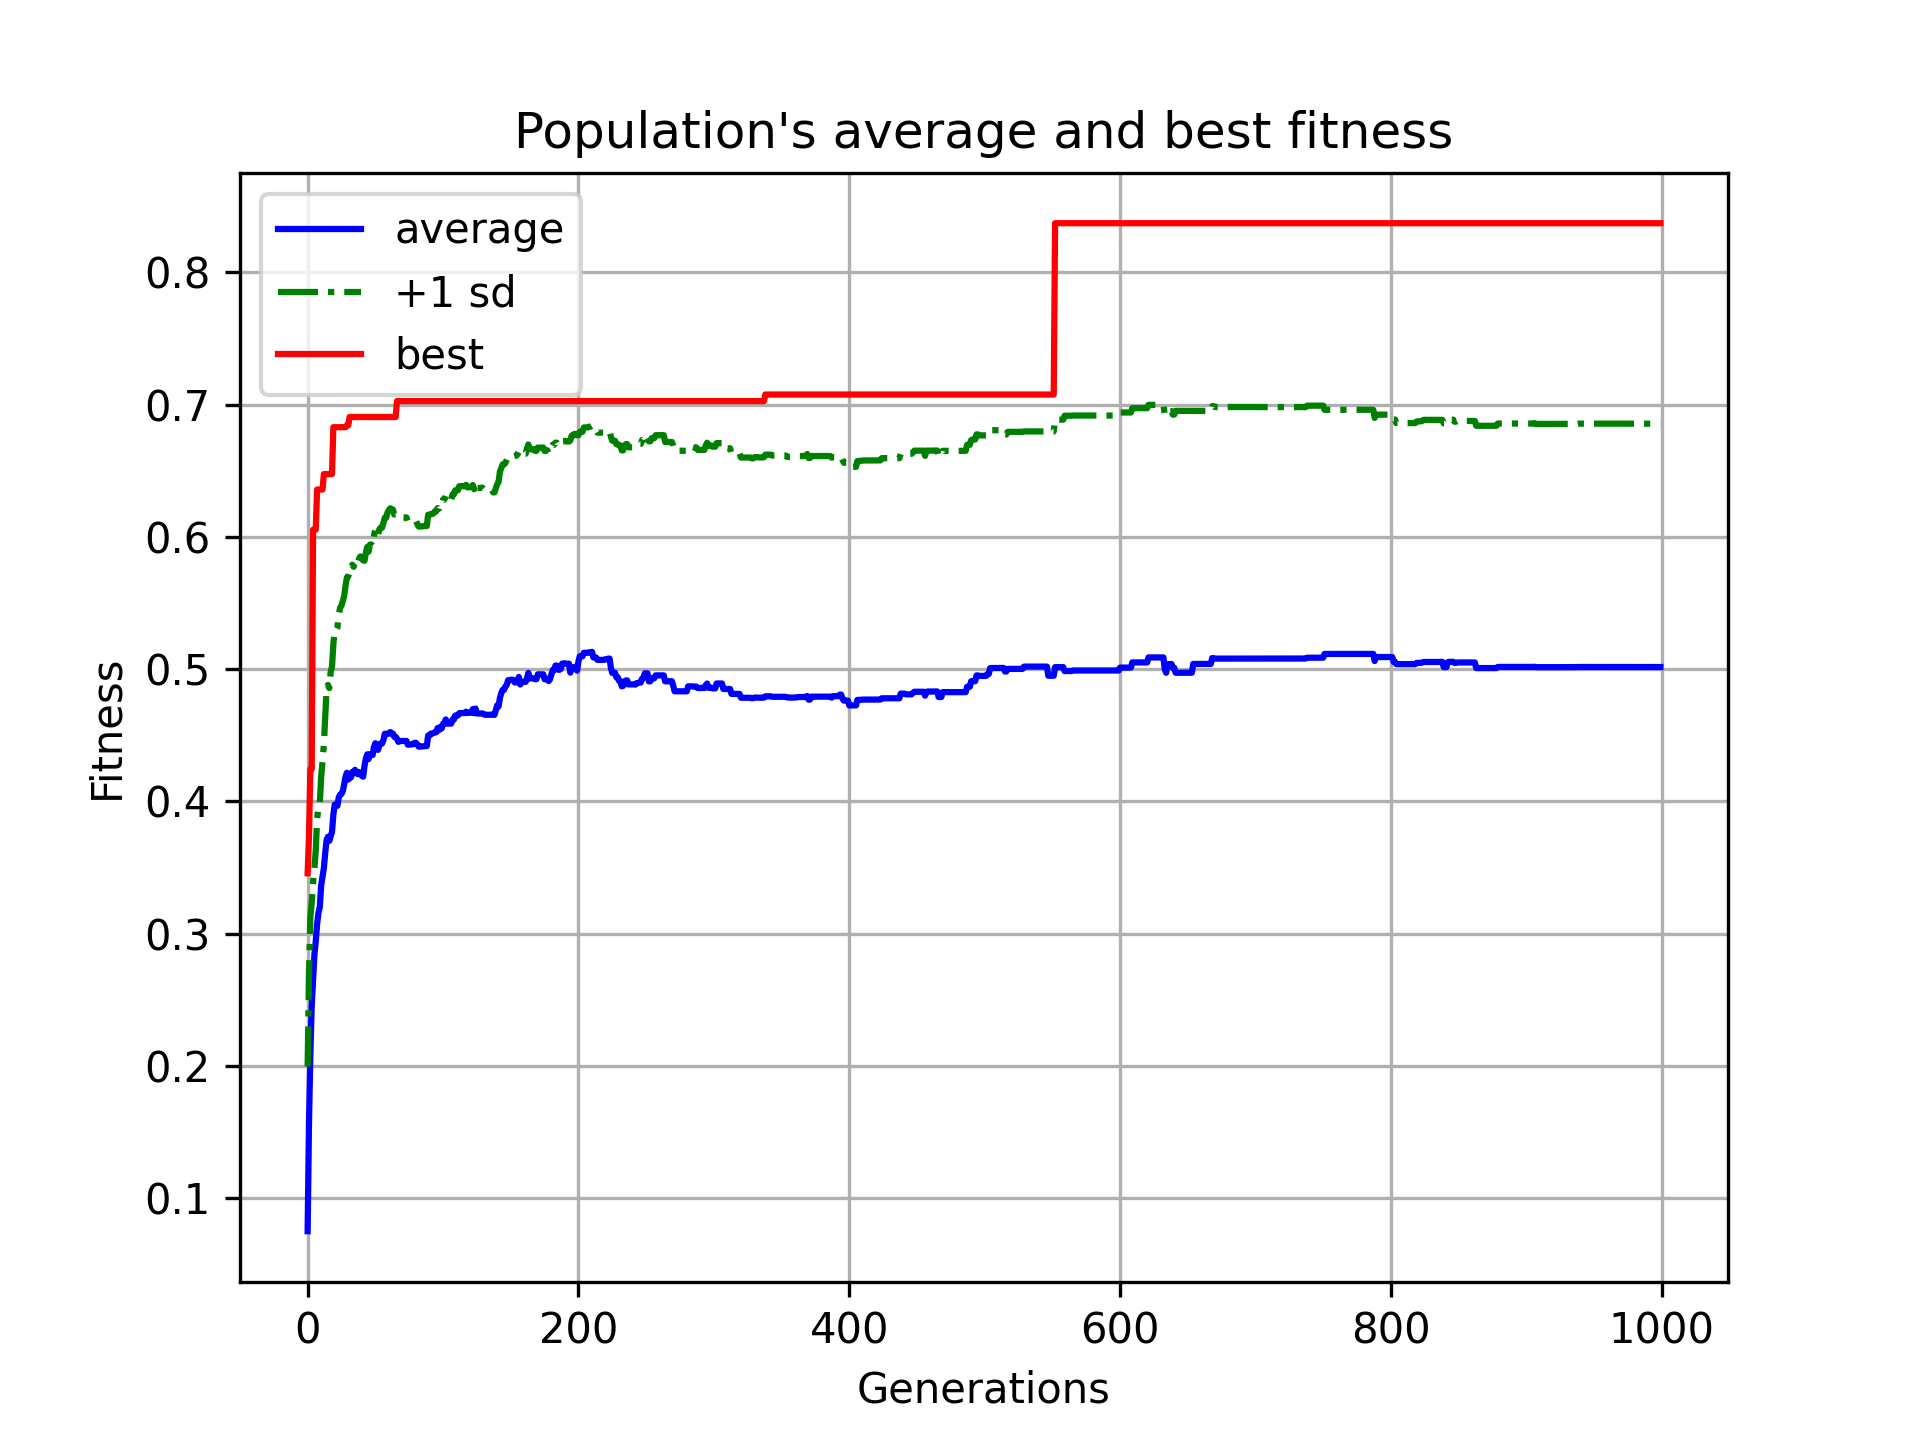 Population's average and best fitness
average
+1 sd
best
0.8
0.7
0.6
0.5
0.4
0.3
0.2
0.1
Fitness
0 200 400 600 800 1000
Generations